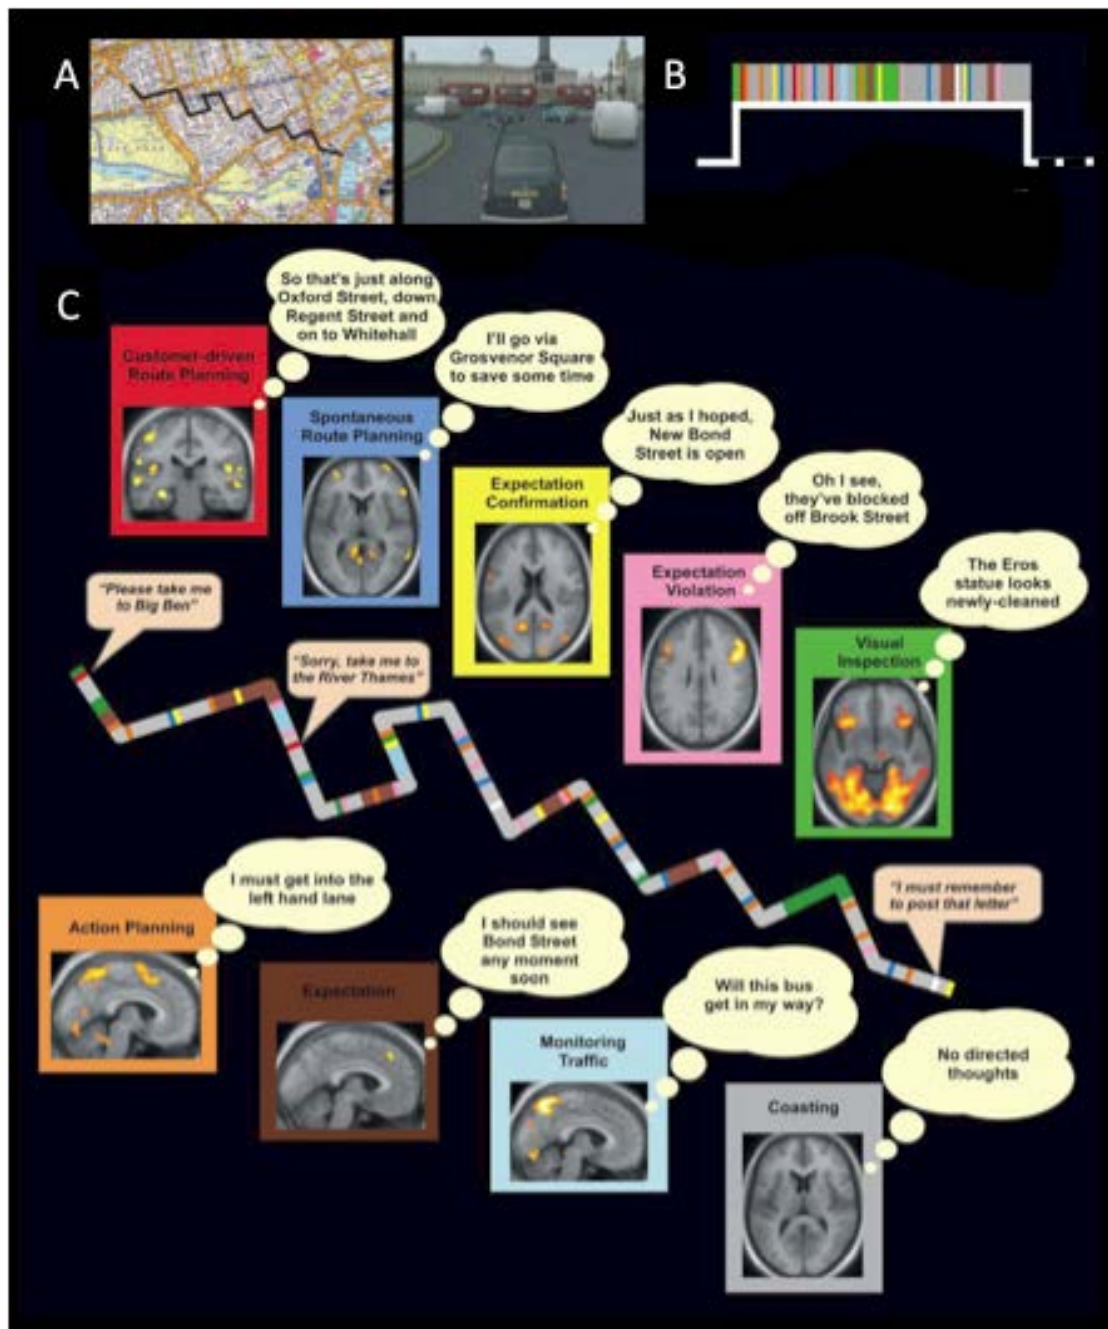 A
B
C
So that's just along
Oxford Street, down
Regent Street and
on to Whitehall
Customer-driven
Route Planning
I'll go via
Grosvenor Square
to save some time
Spontaneous
Route Planning
Just as I hoped,
New Bond
Street is open
Expectation
Confirmation
Oh I see,
they've blocked
off Brook Street
Expectation
Violation
The Eros
statue looks
newly-cleaned
Visual
Inspection
"Please take me
to Big Ben"
"Sorry, take me to
the River Thames"
"I must remember
to post that letter"
I must get into the
left hand lane
Action Planning
I should see
Bond Street
any moment
soon
Expectation
Will this bus
get in my way?
Monitoring
Traffic
No directed
thoughts
Coasting